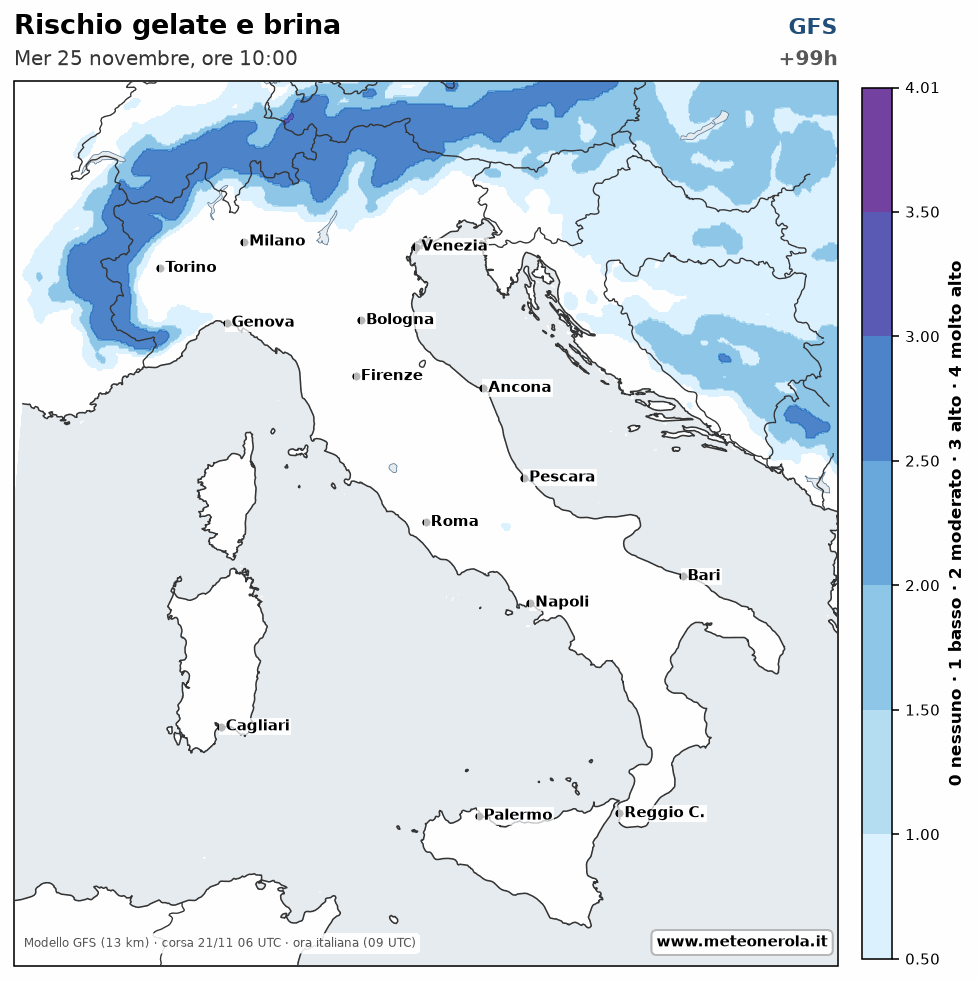 Rischio gelate e brina
GFS
Mer 25 novembre, ore 10:00
+99h
4.01
3.50
3.00
2.50
2.00
1.50
1.00
0.50
0 nessuno · 1 basso · 2 moderato · 3 alto · 4 molto alto
Milano
Venezia
Torino
Genova
Bologna
Firenze
Ancona
Pescara
Roma
Bari
Napoli
Cagliari
Palermo
Reggio C.
Modello GFS (13 km) · corsa 21/11 06 UTC · ora italiana (09 UTC)
www.meteonerola.it